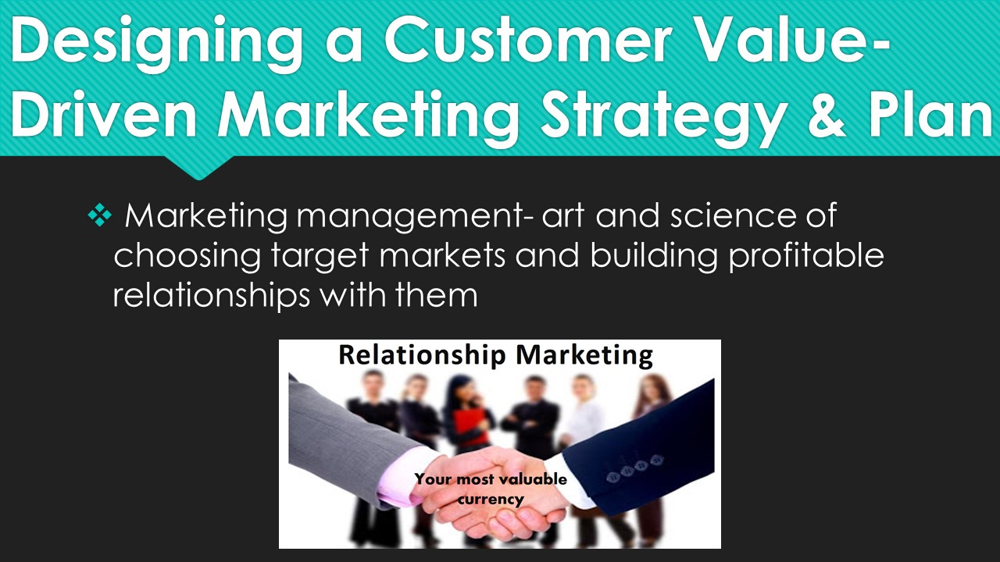 Designing a Customer Value-
Driven Marketing Strategy & Plan
❖ Marketing management- art and science of
choosing target markets and building profitable
relationships with them
Relationship Marketing
Your most valuable
currency